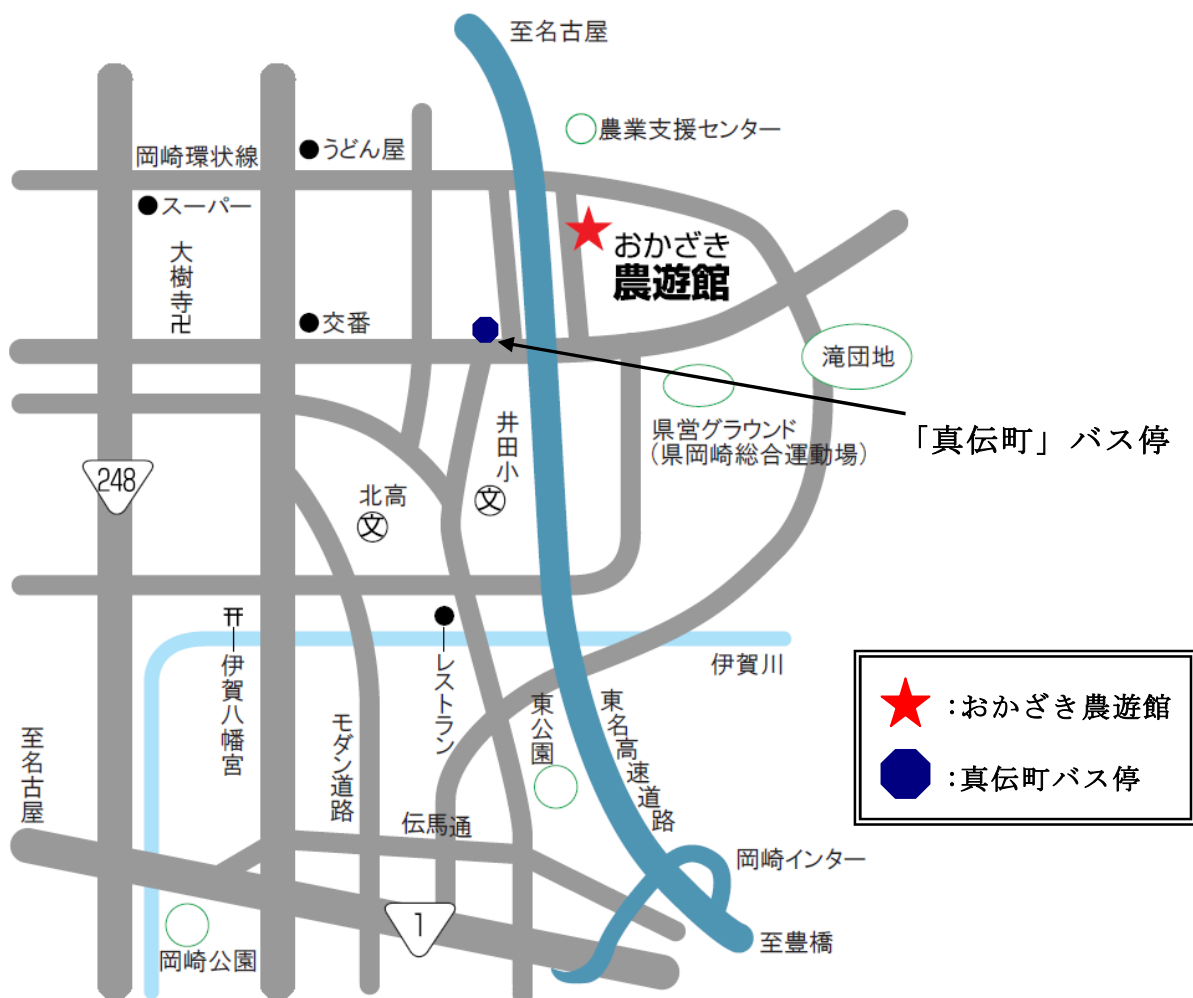 至名古屋
農業支援センター
岡崎環状線
うどん屋
スーパー
おかざき
農遊館
大樹寺卍
交番
滝団地
県営グラウンド
（県岡崎総合運動場）
「真伝町」バス停
井田小
文
248
北高
文
伊賀八幡宮
レストラン
伊賀川
東公園
東名高速道路
モダン道路
至名古屋
伝馬通
:おかざき農遊館
:真伝町バス停
岡崎インター
1
至豊橋
岡崎公園